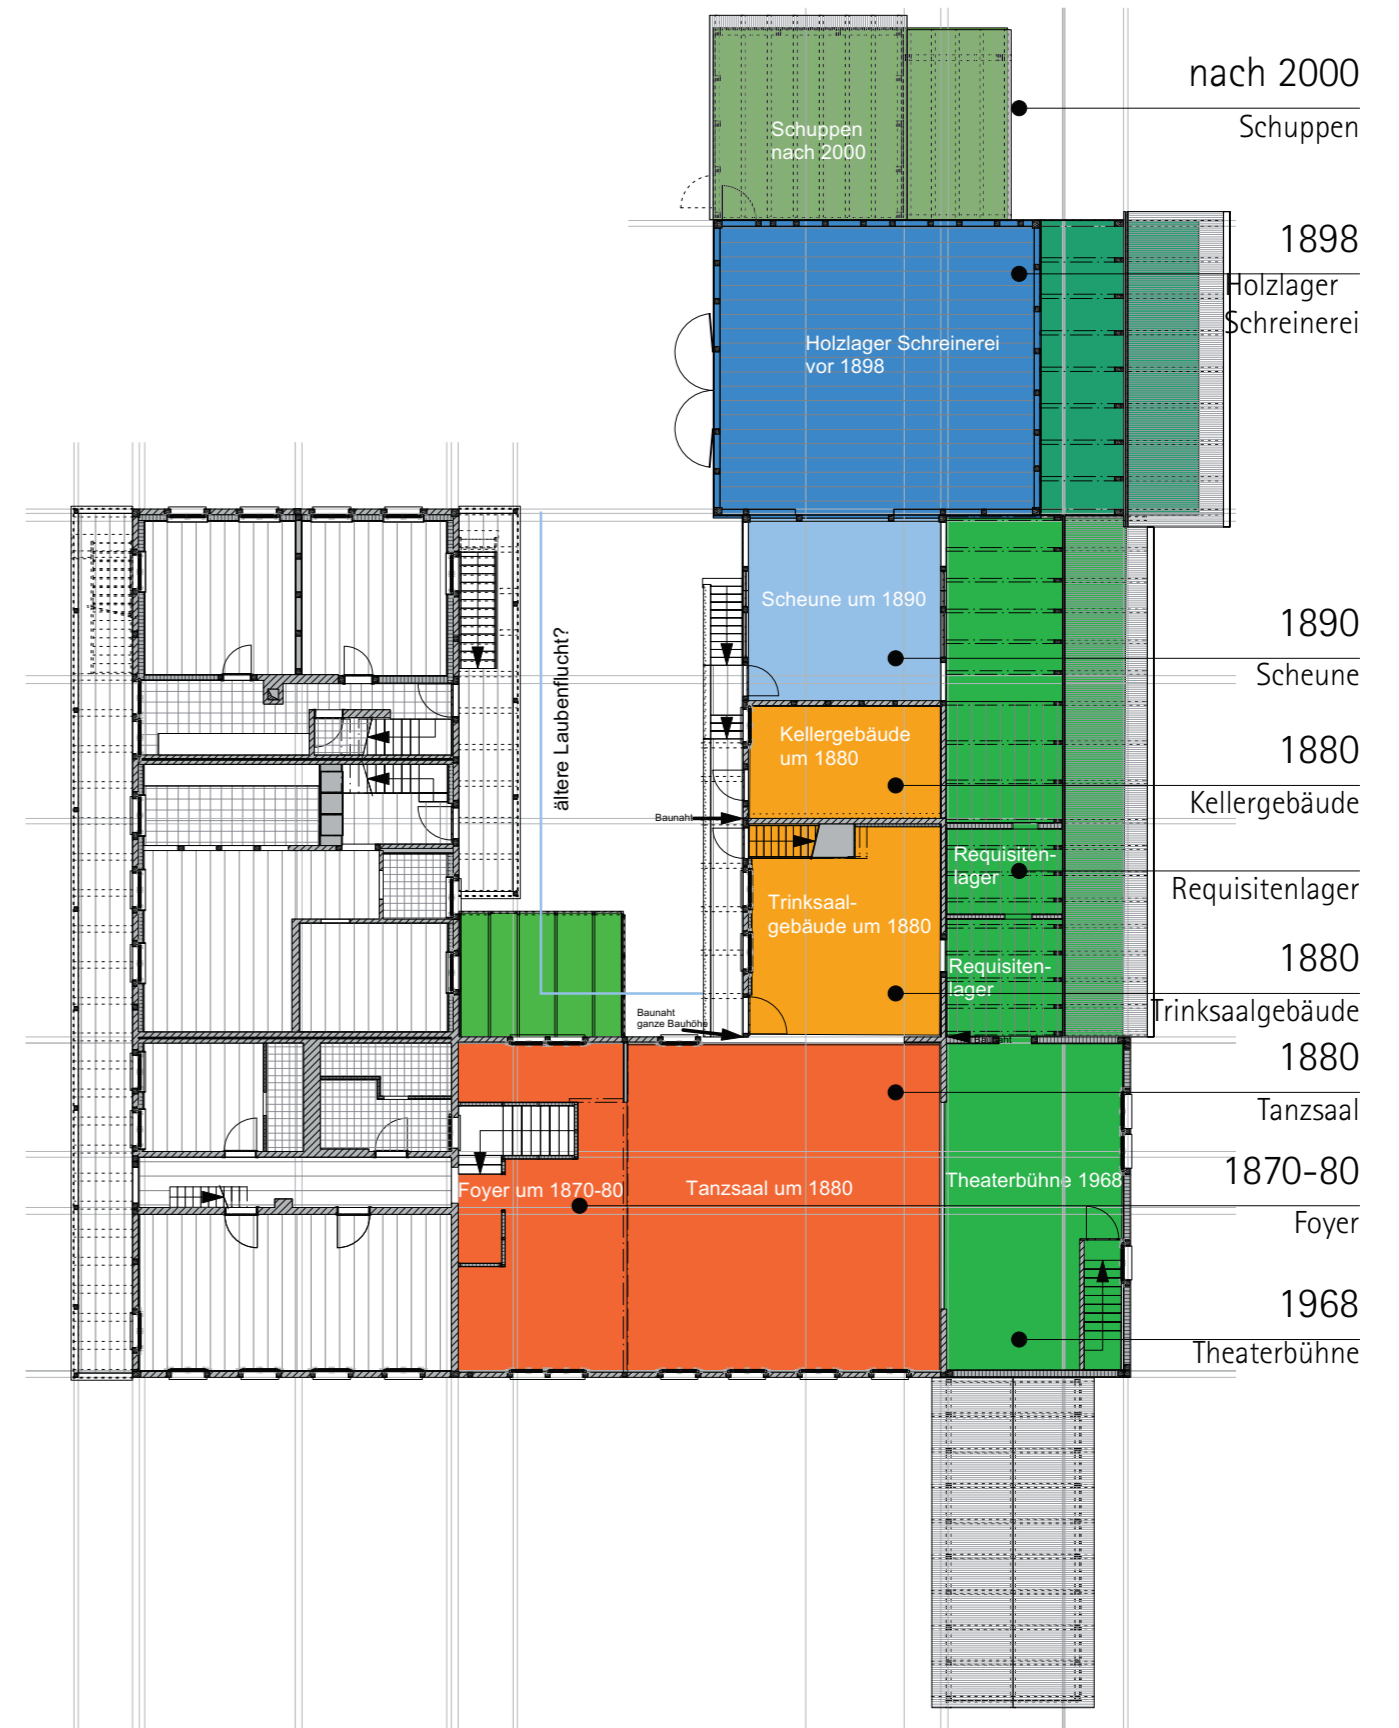 nach 2000
Schuppen
Schuppen
nach 2000
1898
Holzlager
Schreinerei
Holzlager Schreinerei
vor 1898
1890
Scheune
Scheune um 1890
ältere Laubenflucht?
1880
Kellergebäude
Kellergebäude
um 1880
Baunaht
Requisiten-
lager
Requisitenlager
Trinksaal-
gebäude um 1880
1880
Trinksaalgebäude
Requisiten-
lager
Baunaht
ganze Bauhöhe
Baunaht
1880
Tanzsaal
1870-80
Foyer
Foyer um 1870-80
Tanzsaal um 1880
Theaterbühne 1968
1968
Theaterbühne